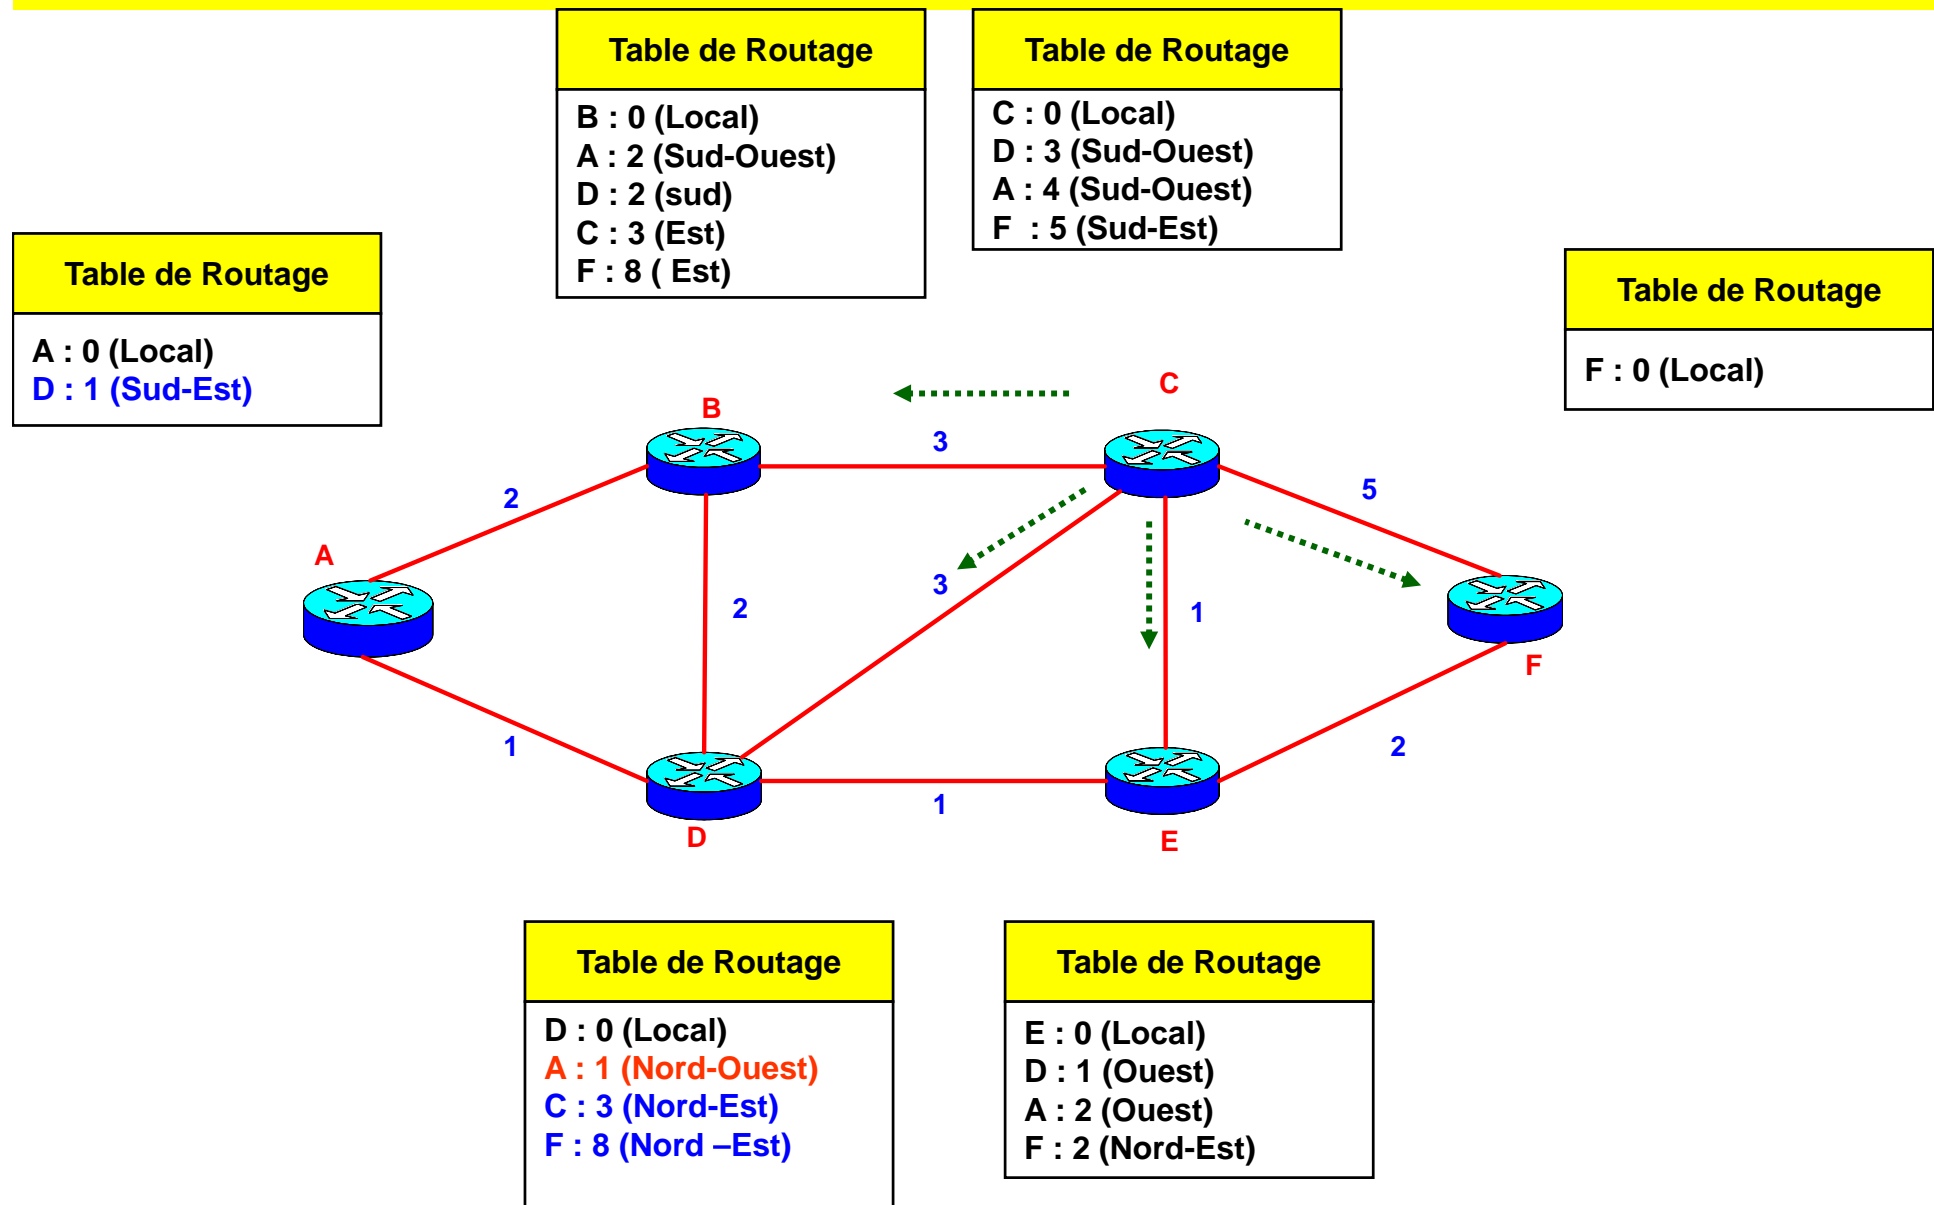 Table de Routage
B : 0 (Local)
A : 2 (Sud-Ouest)
D : 2 (sud)
C : 3 (Est)
F : 8 ( Est)
Table de Routage
C : 0 (Local)
D : 3 (Sud-Ouest)
A : 4 (Sud-Ouest)
F : 5 (Sud-Est)
Table de Routage
A : 0 (Local)
D : 1 (Sud-Est)
Table de Routage
F : 0 (Local)
B
C
3
5
2
A
3
2
1
F
1
2
1
D
E
Table de Routage
D : 0 (Local)
A : 1 (Nord-Ouest)
C : 3 (Nord-Est)
F : 8 (Nord –Est)
Table de Routage
E : 0 (Local)
D : 1 (Ouest)
A : 2 (Ouest)
F : 2 (Nord-Est)